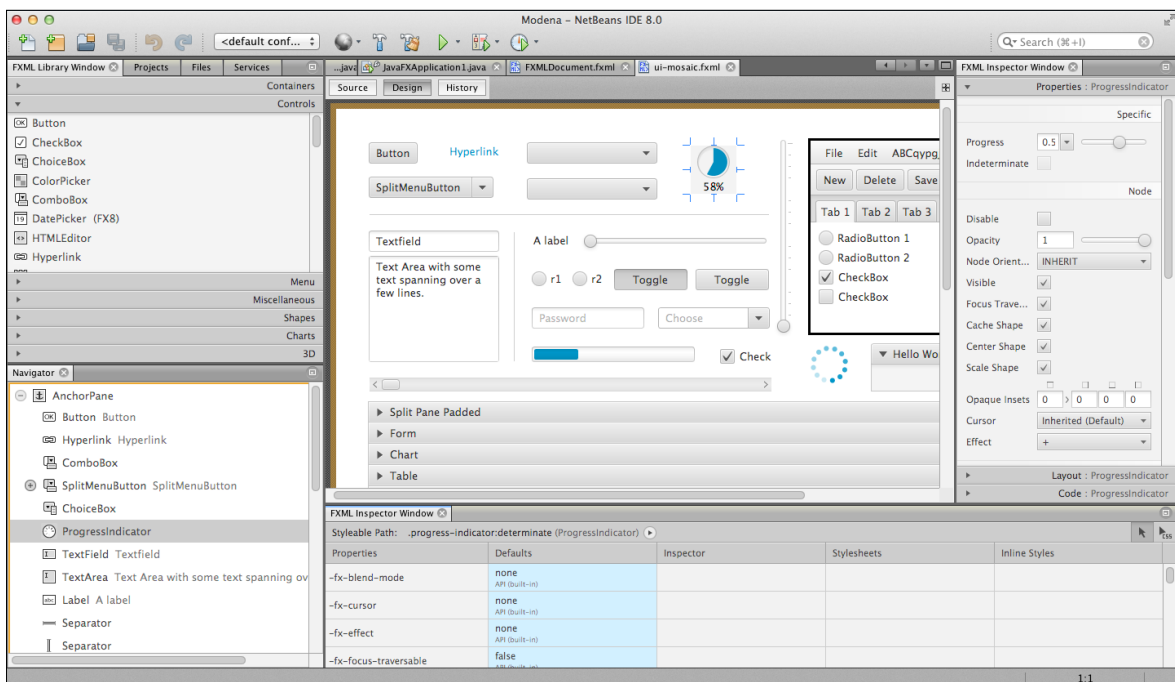 Modena – NetBeans IDE 8.0
<default conf...
Search (⌘+I)
FXML Library Window
Projects
Files
Services
Containers
Controls
Button
CheckBox
ChoiceBox
ColorPicker
ComboBox
DatePicker (FX8)
HTMLEditor
Hyperlink
Menu
Miscellaneous
Shapes
Charts
3D
Navigator
AnchorPane
Button Button
Hyperlink Hyperlink
ComboBox
SplitMenuButton SplitMenuButton
ChoiceBox
ProgressIndicator
TextField Textfield
TextArea Text Area with some text spanning ov
Label A label
Separator
Separator
...java
JavaFXApplication1.java
FXMLDocument.fxml
ui-mosaic.fxml
Source
Design
History
Button
Hyperlink
58%
SplitMenuButton
Textfield
A label
Text Area with some
text spanning over a
few lines.
r1
r2
Toggle
Toggle
Password
Choose
Check
File Edit ABCqypg
New
Delete
Save
Tab 1
Tab 2
Tab 3
RadioButton 1
RadioButton 2
CheckBox
CheckBox
Hello Wo
Split Pane Padded
Form
Chart
Table
FXML Inspector Window
Properties : ProgressIndicator
Specific
Progress 0.5
Indeterminate
Node
Disable
Opacity 1
Node Orient... INHERIT
Visible
Focus Trave...
Cache Shape
Center Shape
Scale Shape
Opaque Insets 0 0 0 0
Cursor Inherited (Default)
Effect +
Layout : ProgressIndicator
Code : ProgressIndicator
FXML Inspector Window
Styleable Path: .progress-indicator:determinate (ProgressIndicator)
CSS
Properties Defaults Inspector Stylesheets Inline Styles
-fx-blend-mode none
API (built-in)
-fx-cursor none
API (built-in)
-fx-effect none
API (built-in)
-fx-focus-traversable false
API (built-in)
1:1